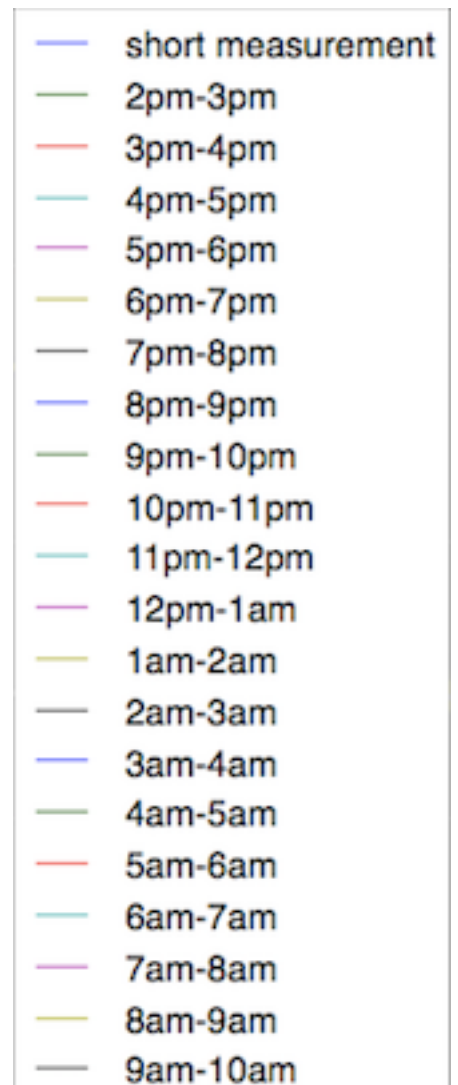 short measurement
2pm-3pm
3pm-4pm
4pm-5pm
5pm-6pm
6pm-7pm
7pm-8pm
8pm-9pm
9pm-10pm
10pm-11pm
11pm-12pm
12pm-1am
1am-2am
2am-3am
3am-4am
4am-5am
5am-6am
6am-7am
7am-8am
8am-9am
9am-10am